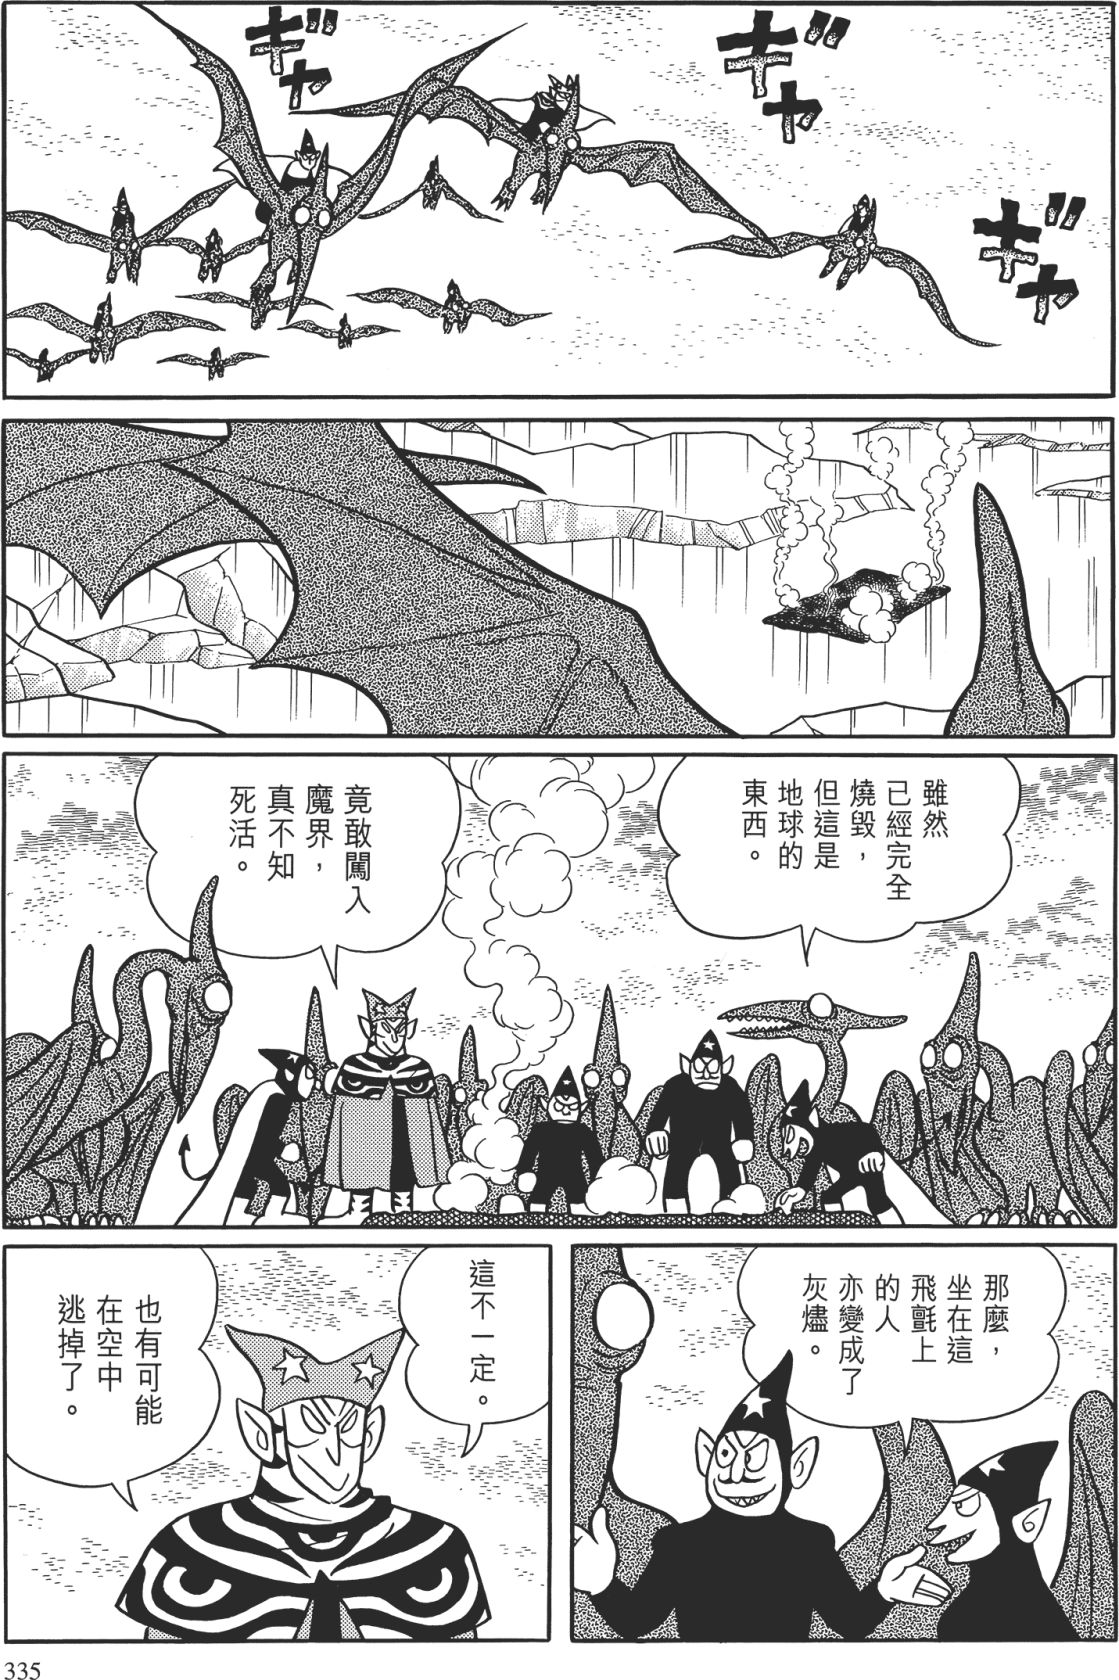 ギャ
ギャ
ギャ
雖然
已經完全
燒毀，
但這是
地球的
東西。
竟敢闖入
魔界，
真不知
死活。
那麼，
坐在這
飛氈上
的人
亦變成了
灰燼。
這不一定。
也有可能
在空中
逃掉了。
335